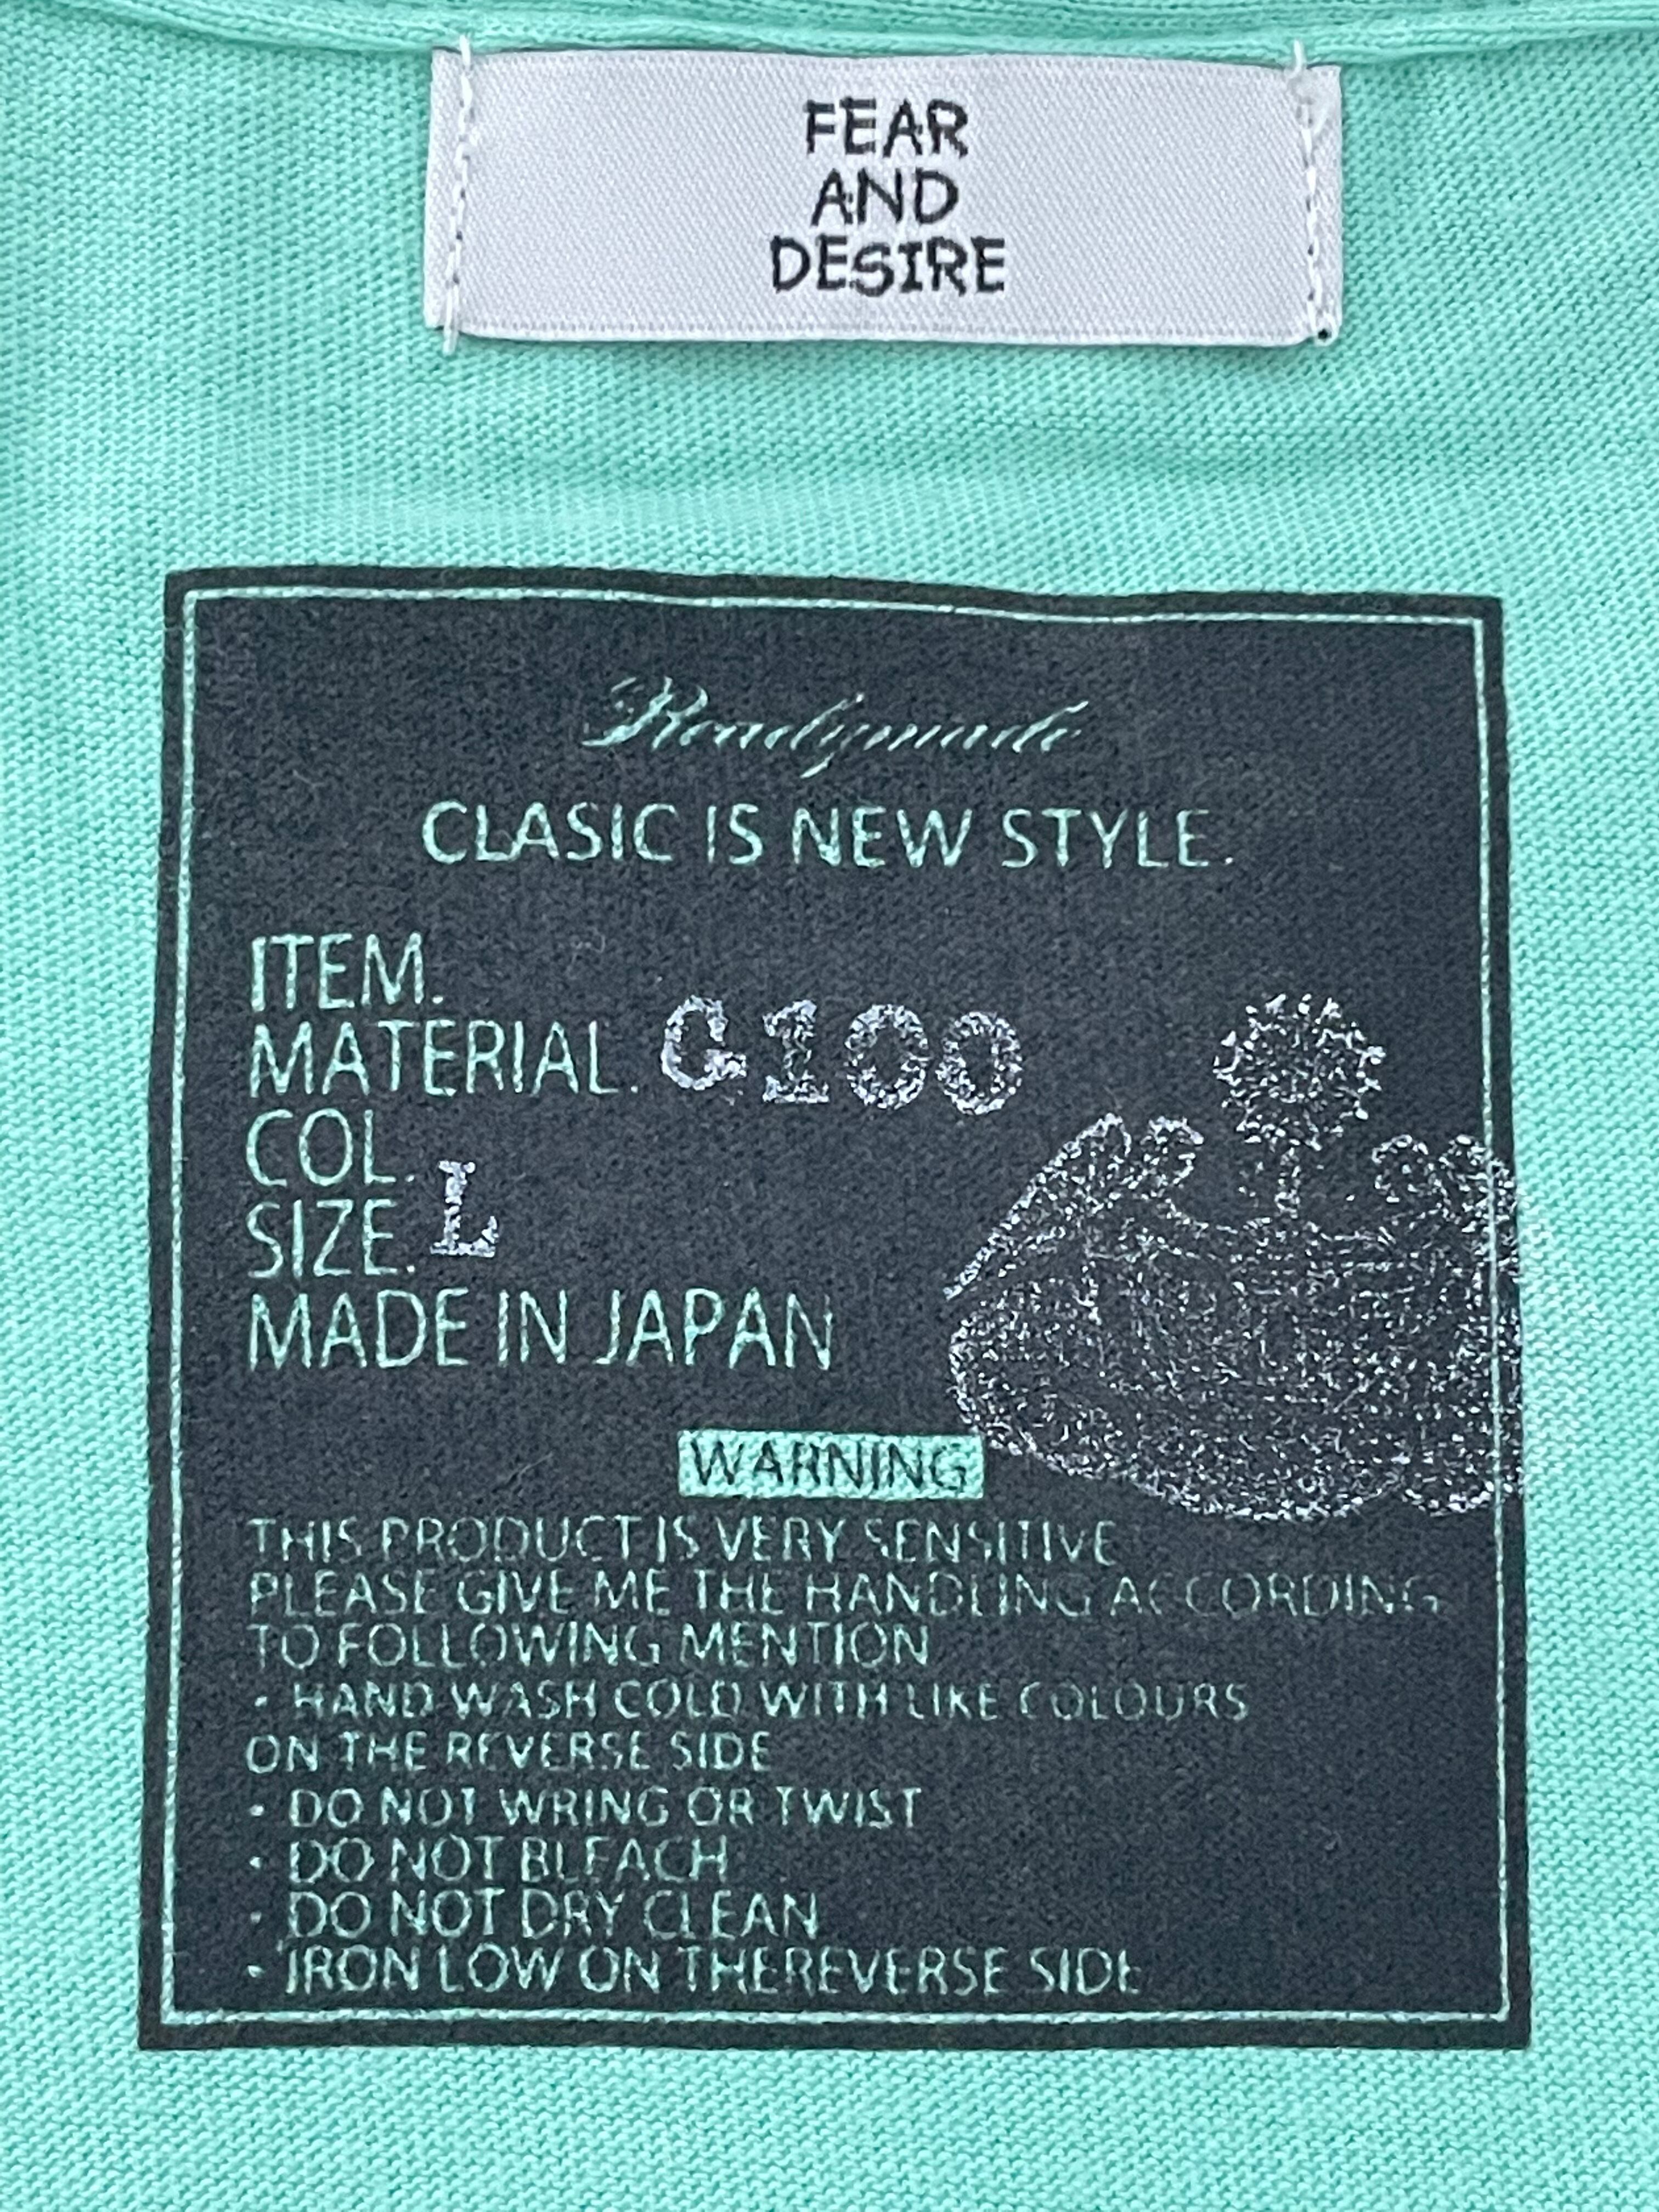 FEAR
AND
DESIRE
Readymade
CLASIC IS NEW STYLE.
ITEM.
MATERIAL. C100
COL.
SIZE. L
MADE IN JAPAN
WARNING
THIS PRODUCT IS VERY SENSITIVE
PLEASE GIVE ME THE HANDLING ACCORDING
TO FOLLOWING MENTION
・ HAND WASH COLD WITH LIKE COLOURS
ON THE REVERSE SIDE
・ DO NOT WRING OR TWIST
・ DO NOT BLEACH
・ DO NOT DRY CLEAN
・ IRON LOW ON THEREVERSE SIDE